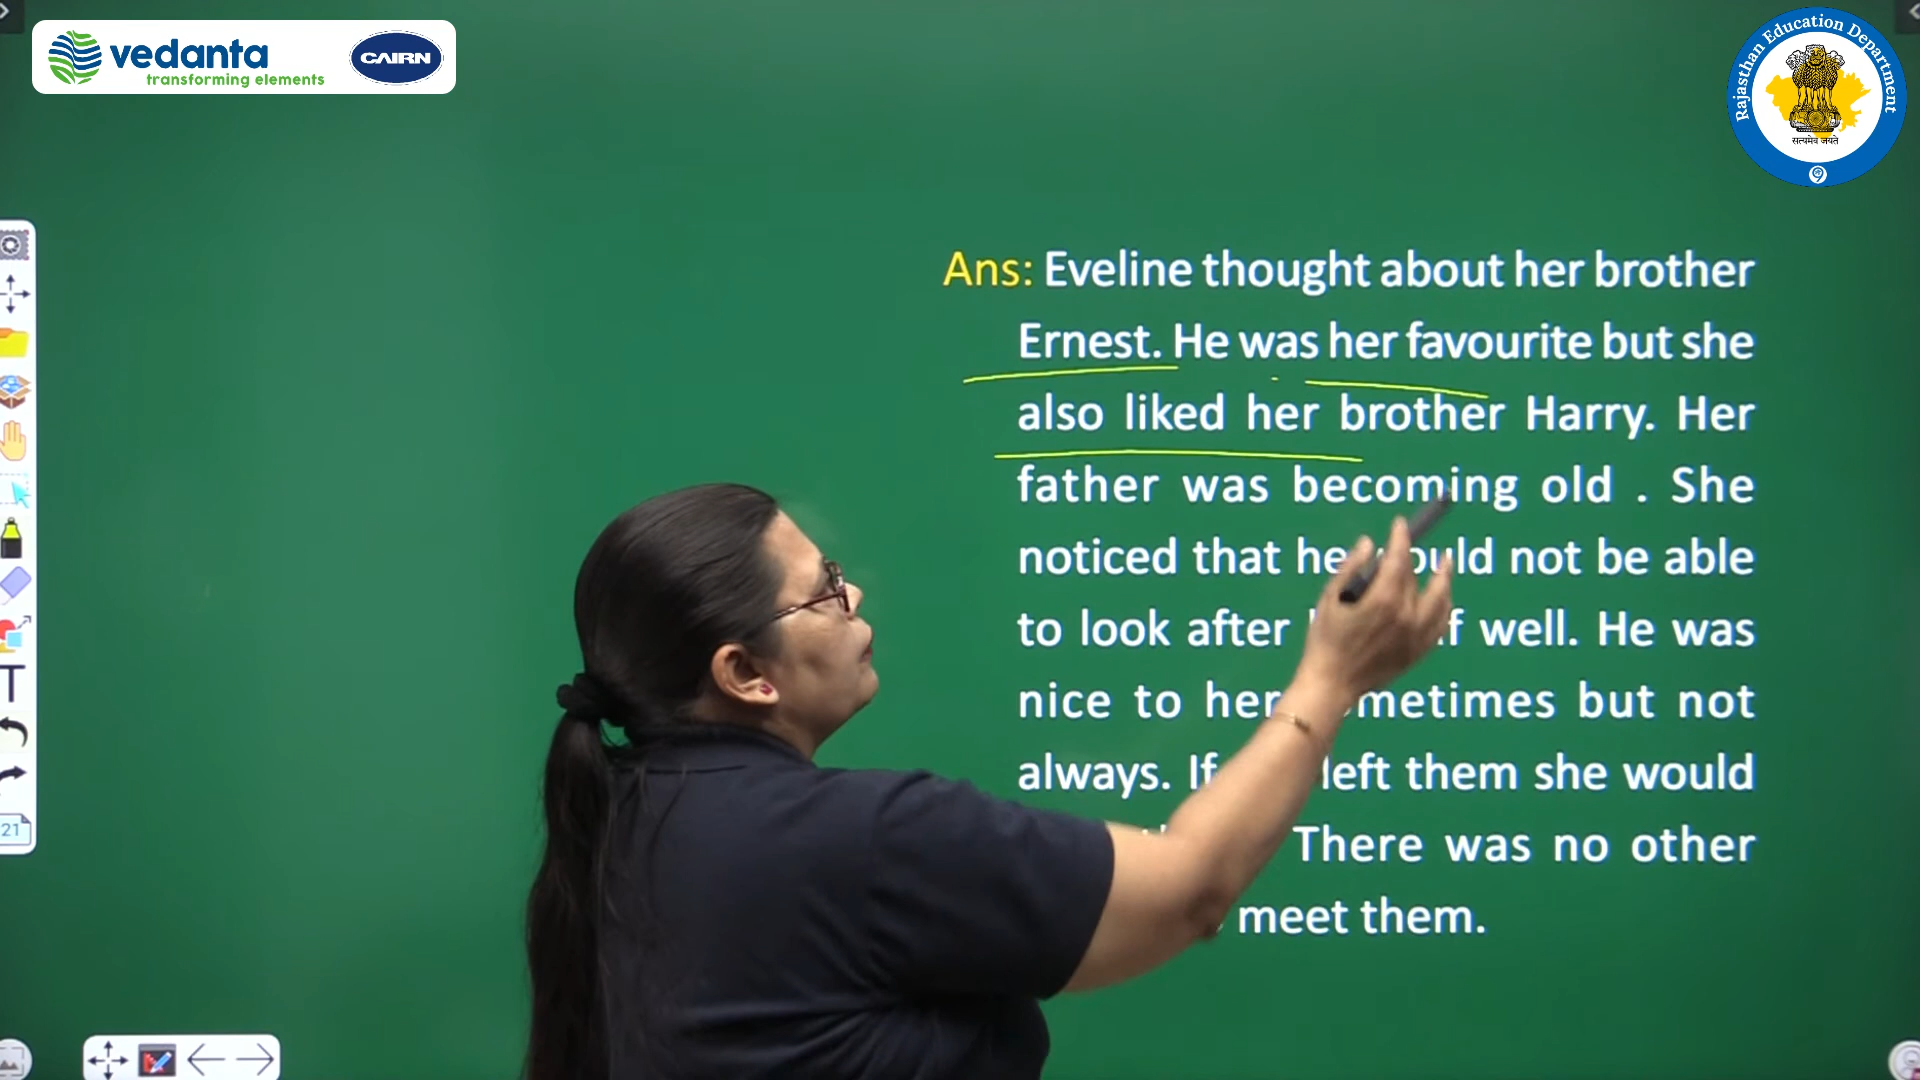 vedanta
transforming elements
CAIRN
Rajasthan Education Department
सत्यमेव जयते
Ans: Eveline thought about her brother
Ernest. He was her favourite but she
also liked her brother Harry. Her
father was becoming old . She
noticed that he would not be able
to look after well. He was
nice to her sometimes but not
always. If left them she would
There was no other
meet them.
T
21